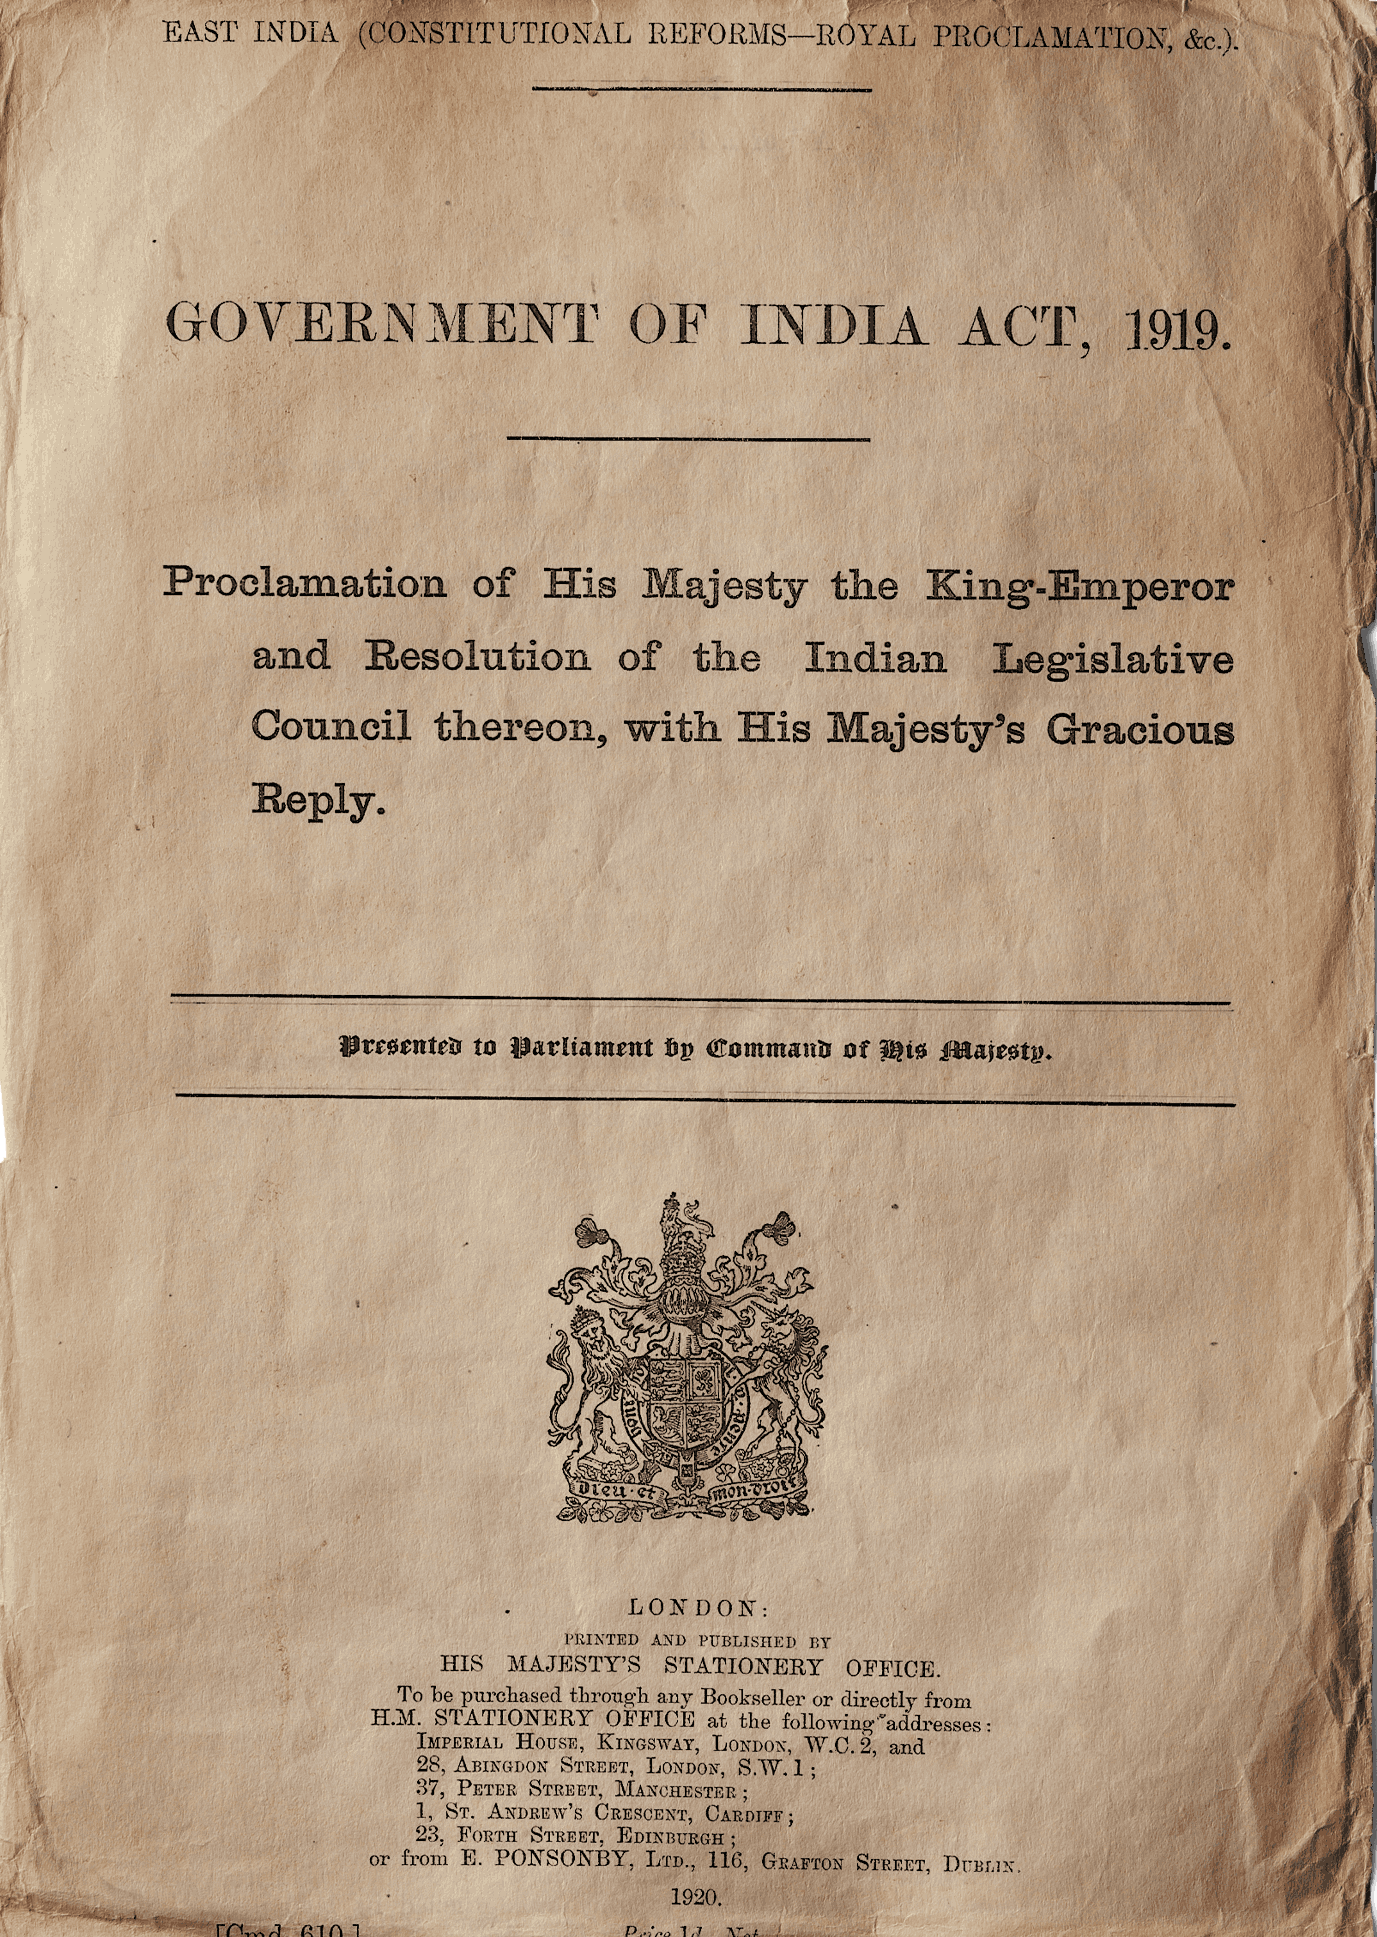 EAST INDIA (CONSTITUTIONAL REFORMS—ROYAL PROCLAMATION, &c.).
GOVERNMENT OF INDIA ACT, 1919.
Proclamation of His Majesty the King-Emperor
and Resolution of the Indian Legislative
Council thereon, with His Majesty's Gracious
Reply.
Presented to Parliament by Command of His Majesty.
Dieu · et mon · droit
LONDON:
PRINTED AND PUBLISHED BY
HIS MAJESTY'S STATIONERY OFFICE.
To be purchased through any Bookseller or directly from
H.M. STATIONERY OFFICE at the following addresses:
IMPERIAL HOUSE, KINGSWAY, LONDON, W.C. 2, and
28, ABINGDON STREET, LONDON, S.W. 1;
37, PETER STREET, MANCHESTER;
1, ST. ANDREW'S CRESCENT, CARDIFF;
23, FORTH STREET, EDINBURGH;
or from E. PONSONBY, LTD., 116, GRAFTON STREET, DUBLIN.
1920.
[Cmd. 610.] Price 1d. Net